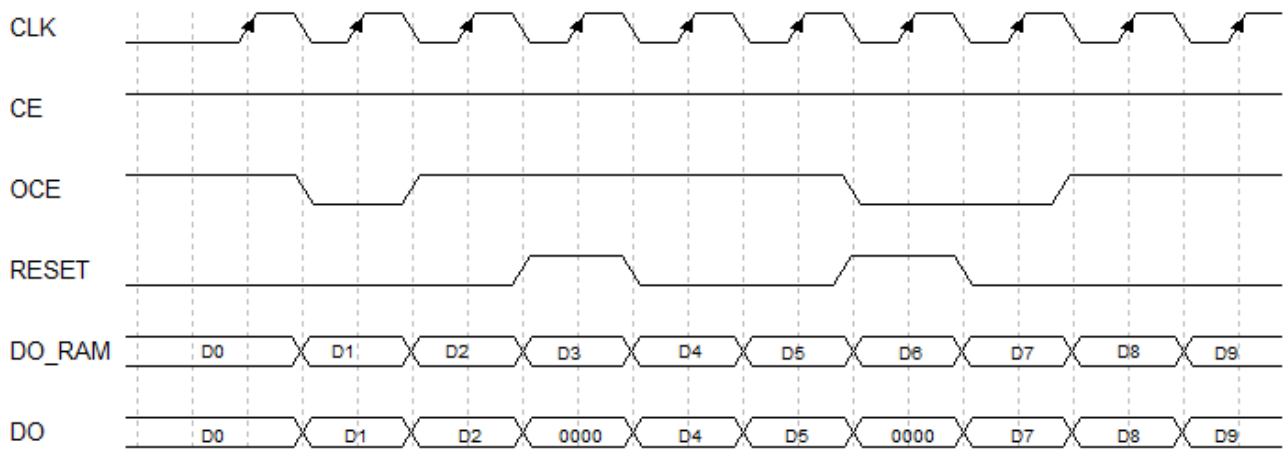 CLK
CE
OCE
RESET
DO_RAM D0 D1 D2 D3 D4 D5 D6 D7 D8 D9
DO D0 D1 D2 0000 D4 D5 0000 D7 D8 D9